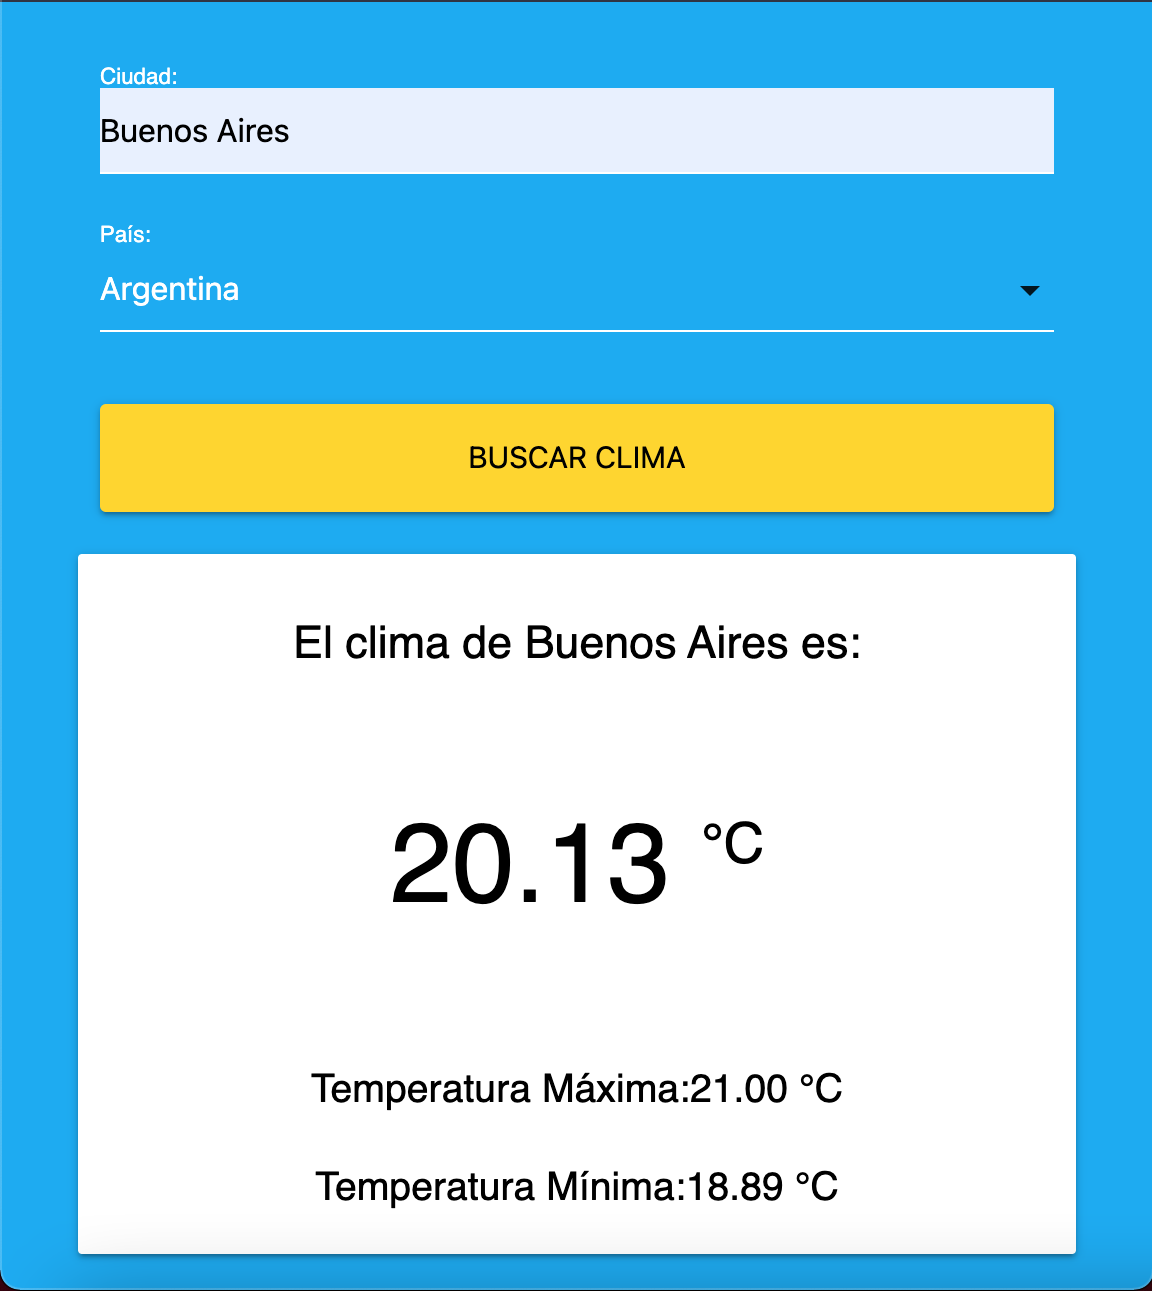 Ciudad:
Buenos Aires
País:
Argentina
BUSCAR CLIMA
El clima de Buenos Aires es:
20.13 °C
Temperatura Máxima:21.00 °C
Temperatura Mínima:18.89 °C